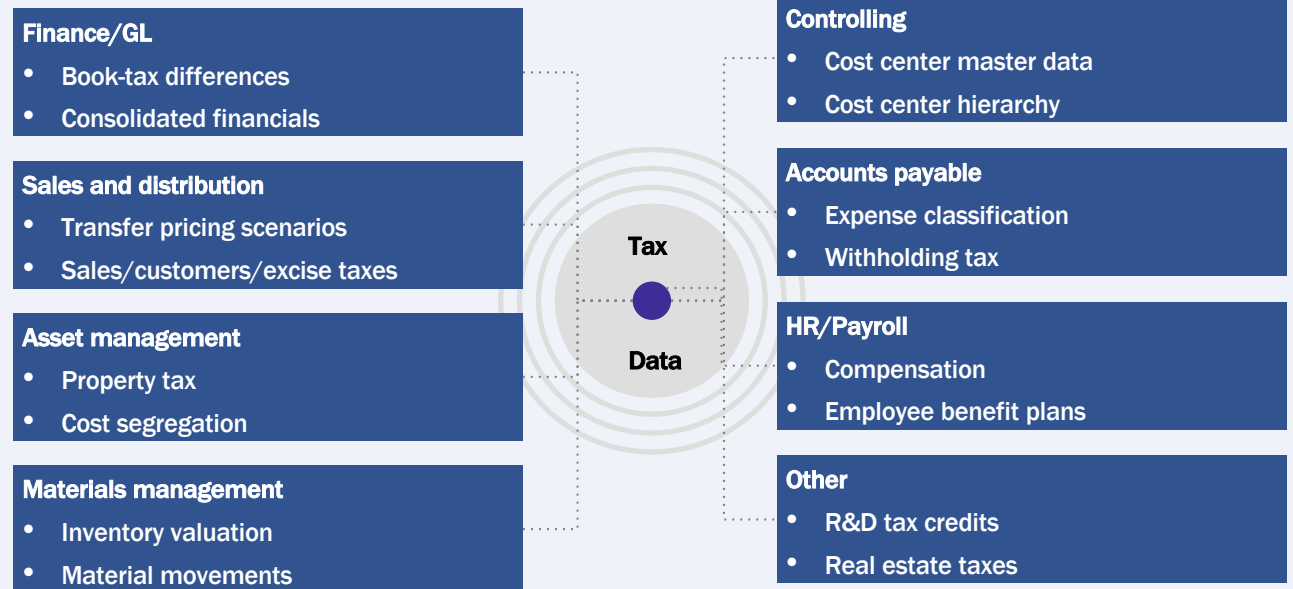 Finance/GL
• Book-tax differences
• Consolidated financials
Sales and distribution
• Transfer pricing scenarios
• Sales/customers/excise taxes
Asset management
• Property tax
• Cost segregation
Materials management
• Inventory valuation
• Material movements
Tax
Data
Controlling
• Cost center master data
• Cost center hierarchy
Accounts payable
• Expense classification
• Withholding tax
HR/Payroll
• Compensation
• Employee benefit plans
Other
• R&D tax credits
• Real estate taxes